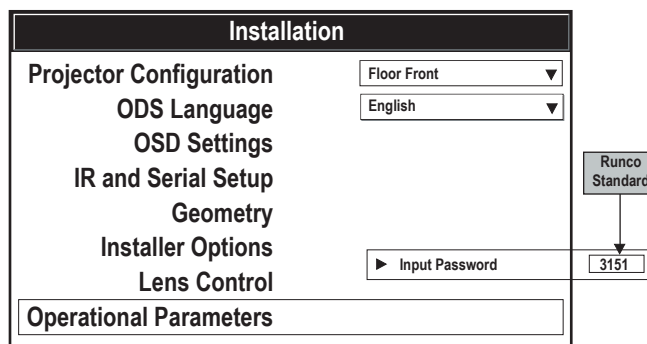 Installation
Projector Configuration Floor Front ▼
ODS Language English ▼
OSD Settings
IR and Serial Setup
Runco
Standard
Geometry
Installer Options
► Input Password 3151
Lens Control
Operational Parameters